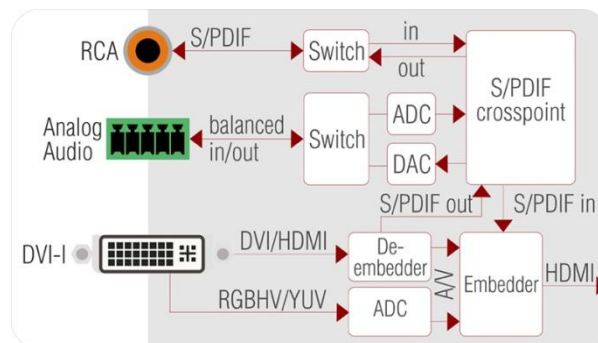 RCA
S/PDIF
Switch
in
out
S/PDIF
crosspoint
Analog
Audio
balanced
in/out
Switch
ADC
DAC
S/PDIF out
S/PDIF in
DVI-I
DVI/HDMI
De-
embedder
A/V
Embedder
HDMI
RGBHV/YUV
ADC